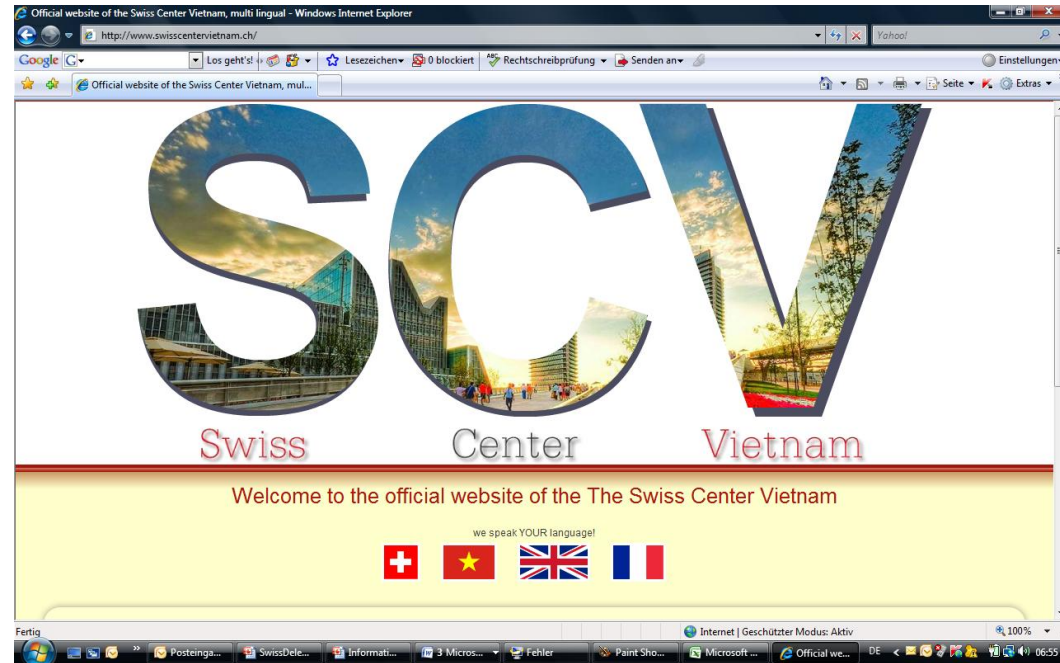 Official website of the Swiss Center Vietnam, multi lingual - Windows Internet Explorer
http://www.swisscentervietnam.ch/ Yahoo!
Google G Los geht's! Lesezeichen 0 blockiert ABC Rechtschreibprüfung Senden an Einstellungen
Official website of the Swiss Center Vietnam, mul... Seite Extras
SCV
Swiss Center Vietnam
Welcome to the official website of the The Swiss Center Vietnam
we speak YOUR language!
Fertig Internet | Geschützter Modus: Aktiv 100%
Posteinga... SwissDele... Informati... 3 Micros... Fehler Paint Sho... Microsoft ... Official we... DE 06:55